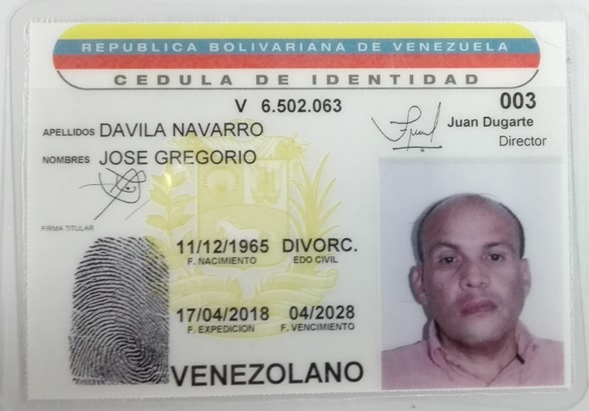 REPUBLICA BOLIVARIANA DE VENEZUELA
CEDULA DE IDENTIDAD
V 6.502.063
003
APELLIDOS DAVILA NAVARRO
Juan Dugarte
Director
NOMBRES JOSE GREGORIO
FIRMA TITULAR
11/12/1965 DIVORC.
F. NACIMIENTO EDO CIVIL
17/04/2018 04/2028
F. EXPEDICION F. VENCIMIENTO
VENEZOLANO